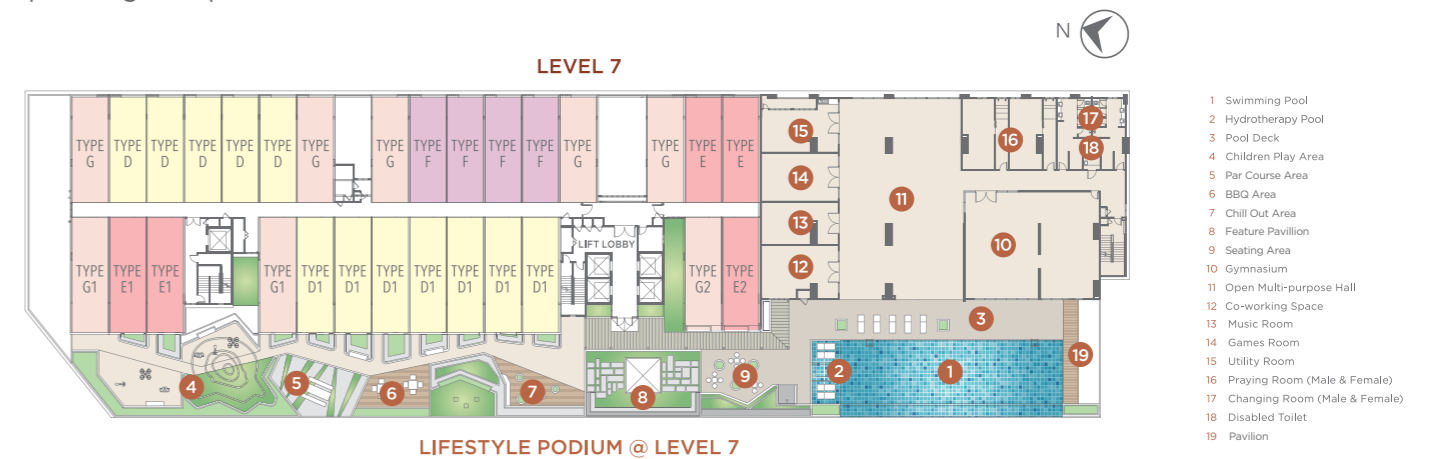 N
LEVEL 7
TYPE G
TYPE D
TYPE D
TYPE D
TYPE D
TYPE D
TYPE G
TYPE G
TYPE F
TYPE F
TYPE F
TYPE F
TYPE G
TYPE G
TYPE E
TYPE E
15
14
13
12
11
16
17
18
10
TYPE G1
TYPE E1
TYPE E1
TYPE G1
TYPE D1
TYPE D1
TYPE D1
TYPE D1
TYPE D1
TYPE D1
TYPE D1
LIFT LOBBY
TYPE G2
TYPE E2
4
5
6
7
8
9
3
2
1
19
LIFESTYLE PODIUM @ LEVEL 7
1 Swimming Pool
2 Hydrotherapy Pool
3 Pool Deck
4 Children Play Area
5 Par Course Area
6 BBQ Area
7 Chill Out Area
8 Feature Pavillion
9 Seating Area
10 Gymnasium
11 Open Multi-purpose Hall
12 Co-working Space
13 Music Room
14 Games Room
15 Utility Room
16 Praying Room (Male & Female)
17 Changing Room (Male & Female)
18 Disabled Toilet
19 Pavilion